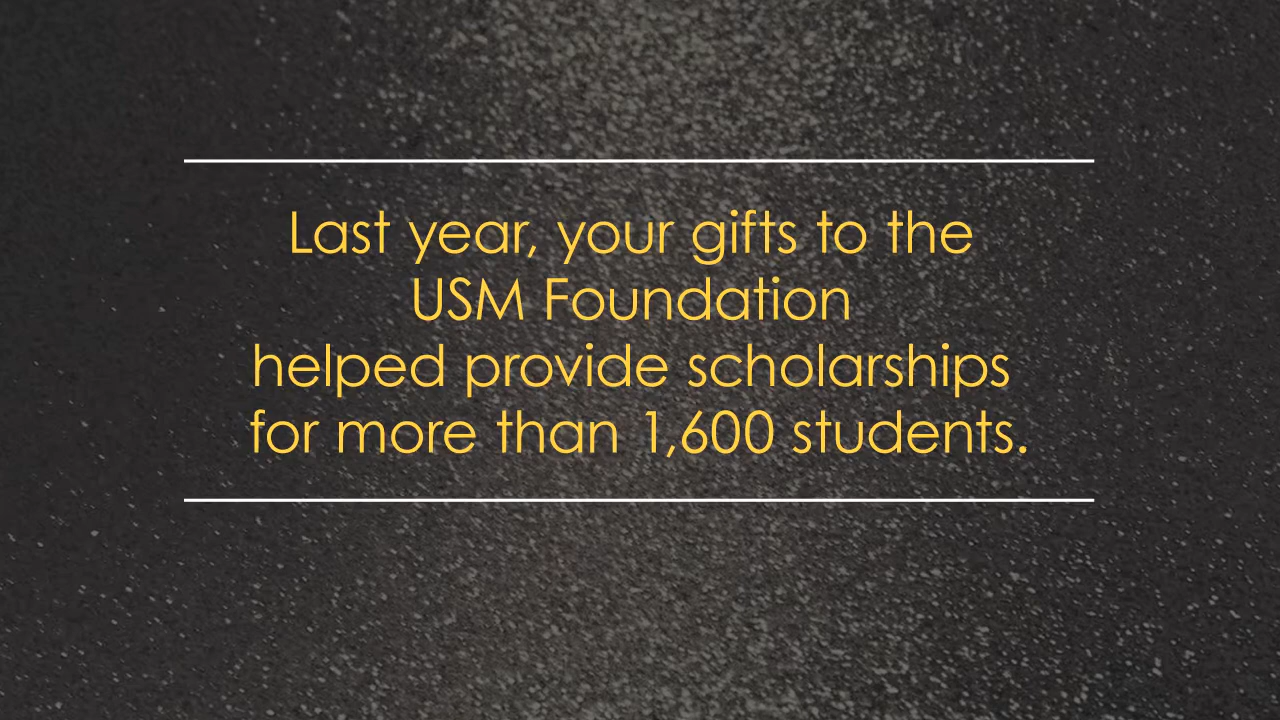 Last year, your gifts to the
USM Foundation
helped provide scholarships
for more than 1,600 students.